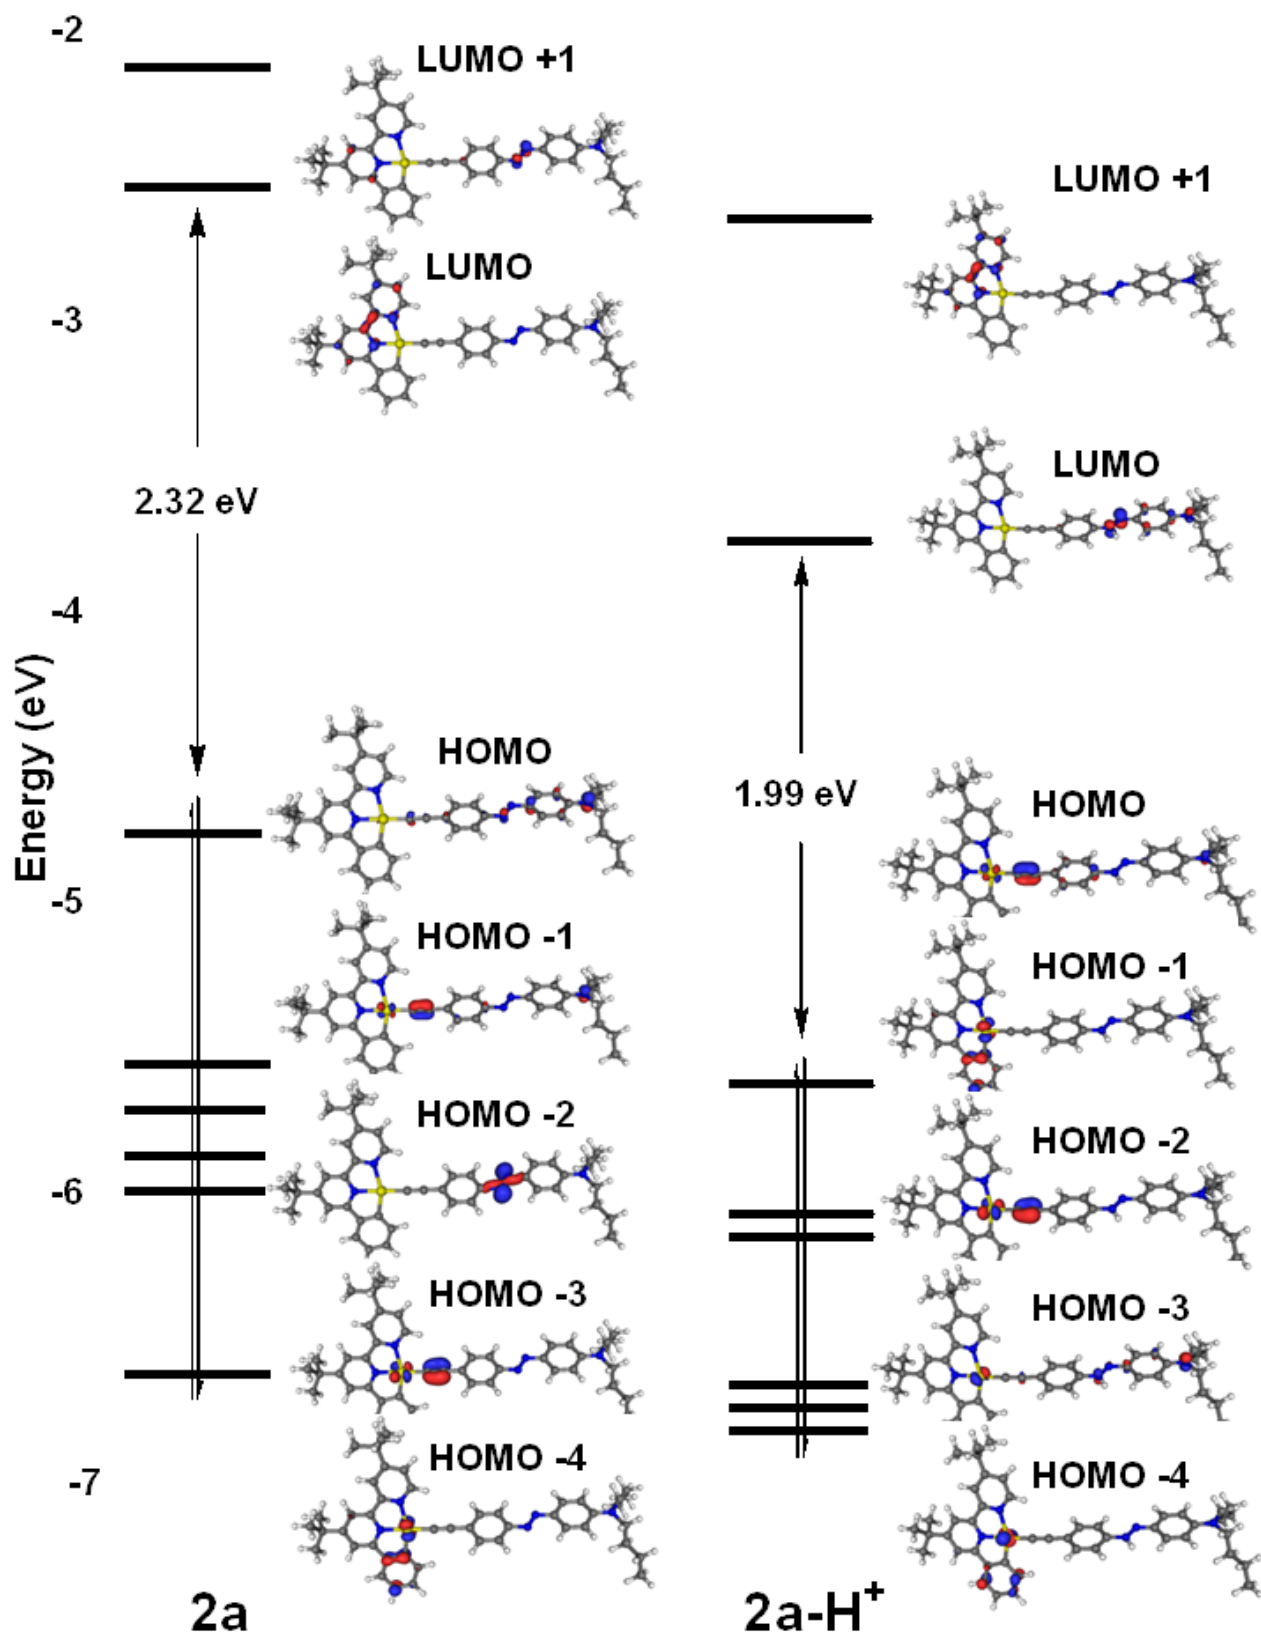 -2
LUMO +1
LUMO +1
LUMO
-3
LUMO
2.32 eV
-4
Energy (eV)
HOMO
1.99 eV
HOMO
-5
HOMO -1
HOMO -1
HOMO -2
HOMO -2
-6
HOMO -3
HOMO -3
HOMO -4
HOMO -4
-7
2a
2a-H+